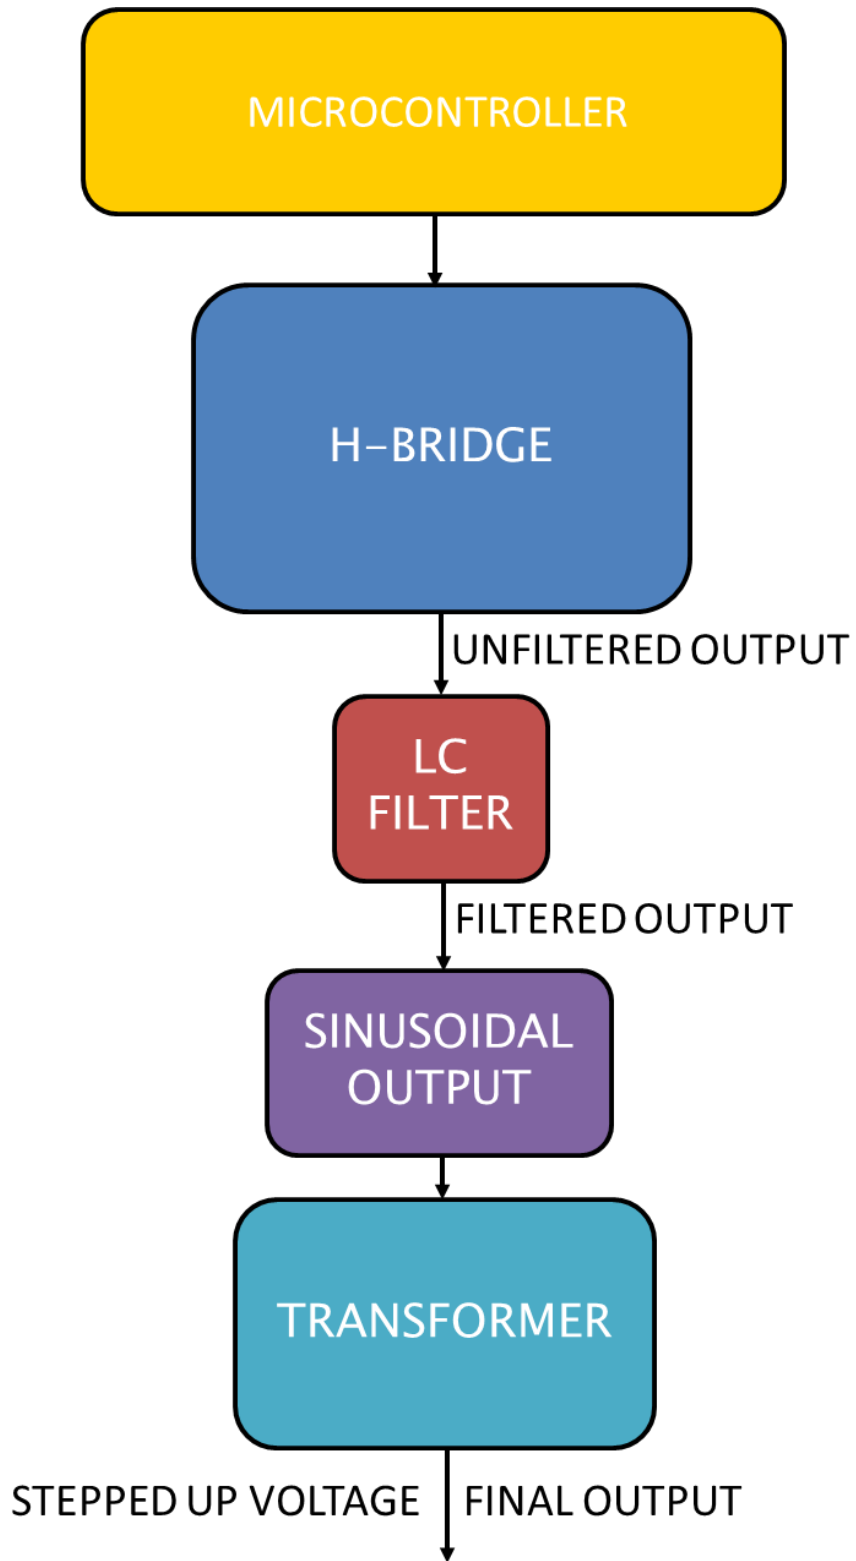 MICROCONTROLLER
H–BRIDGE
UNFILTERED OUTPUT
LC
FILTER
FILTERED OUTPUT
SINUSOIDAL
OUTPUT
TRANSFORMER
STEPPED UP VOLTAGE
FINAL OUTPUT